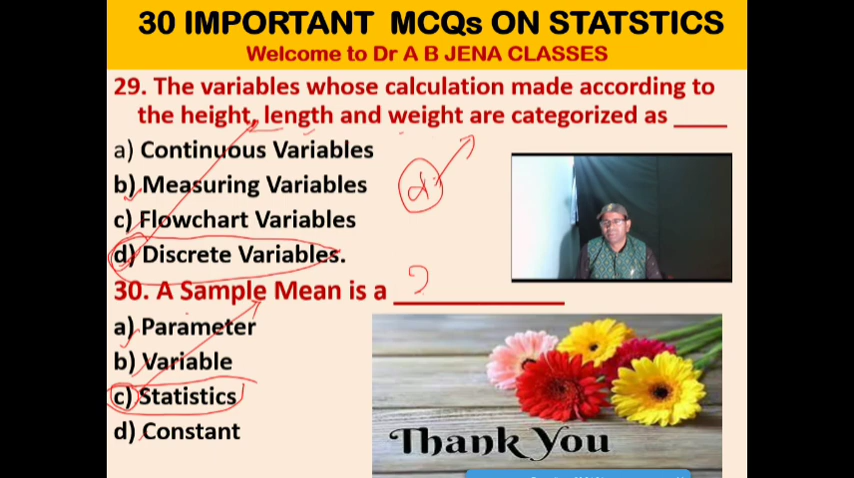 30 IMPORTANT MCQs ON STATSTICS
Welcome to Dr A B JENA CLASSES
29. The variables whose calculation made according to
the height, length and weight are categorized as ____
a) Continuous Variables
b) Measuring Variables
c) Flowchart Variables
d) Discrete Variables.
d
30. A Sample Mean is a ____________
?
a) Parameter
b) Variable
c) Statistics
d) Constant
Thank You